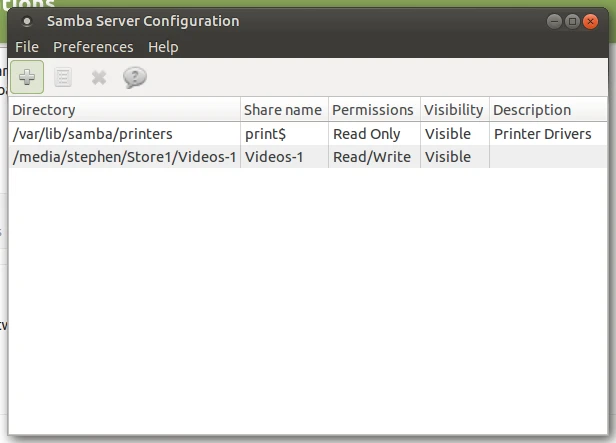 Samba Server Configuration
File Preferences Help
Directory Share name Permissions Visibility Description
/var/lib/samba/printers print$ Read Only Visible Printer Drivers
/media/stephen/Store1/Videos-1 Videos-1 Read/Write Visible